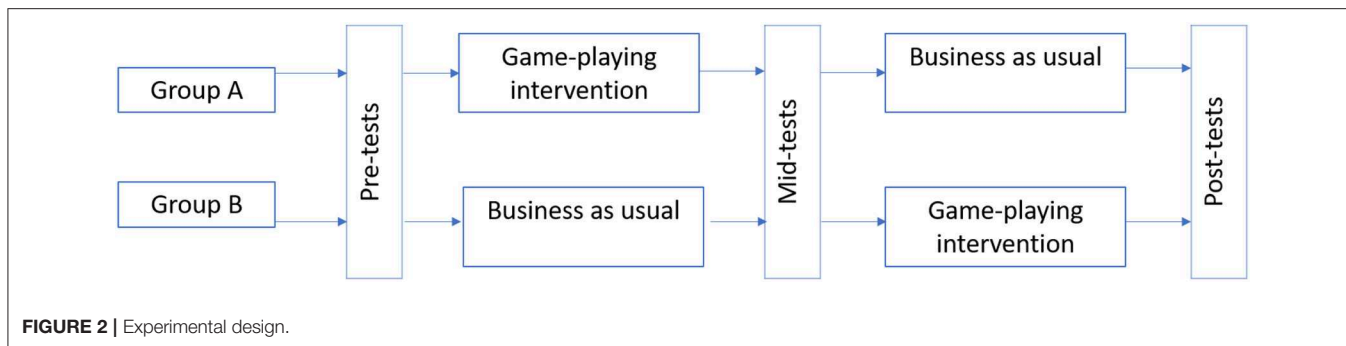 Group A
Group B
Pre-tests
Game-playing
intervention
Business as usual
Mid-tests
Business as usual
Game-playing
intervention
Post-tests
FIGURE 2 | Experimental design.